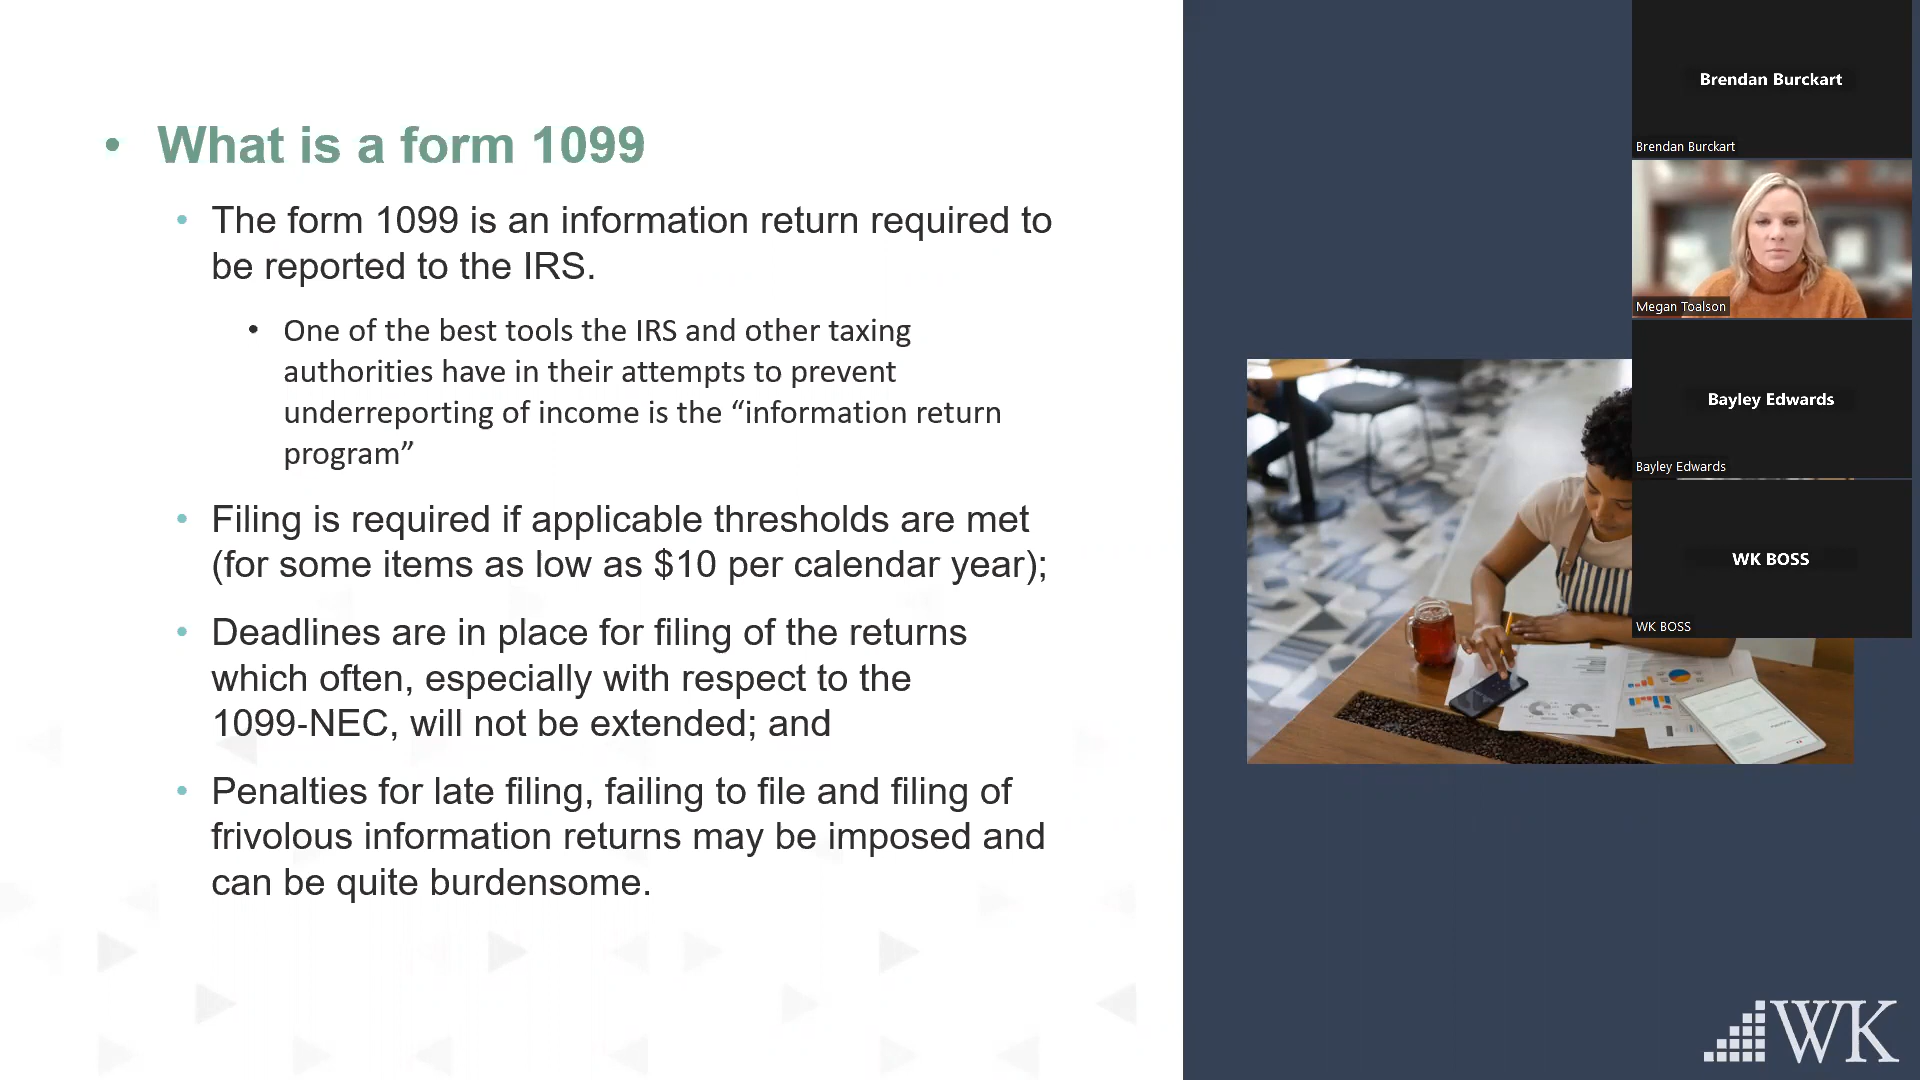 • What is a form 1099
• The form 1099 is an information return required to
be reported to the IRS.
• One of the best tools the IRS and other taxing
authorities have in their attempts to prevent
underreporting of income is the “information return
program”
• Filing is required if applicable thresholds are met
(for some items as low as $10 per calendar year);
• Deadlines are in place for filing of the returns
which often, especially with respect to the
1099-NEC, will not be extended; and
• Penalties for late filing, failing to file and filing of
frivolous information returns may be imposed and
can be quite burdensome.
Brendan Burckart
Brendan Burckart
Megan Toalson
Bayley Edwards
Bayley Edwards
WK BOSS
WK BOSS
WK